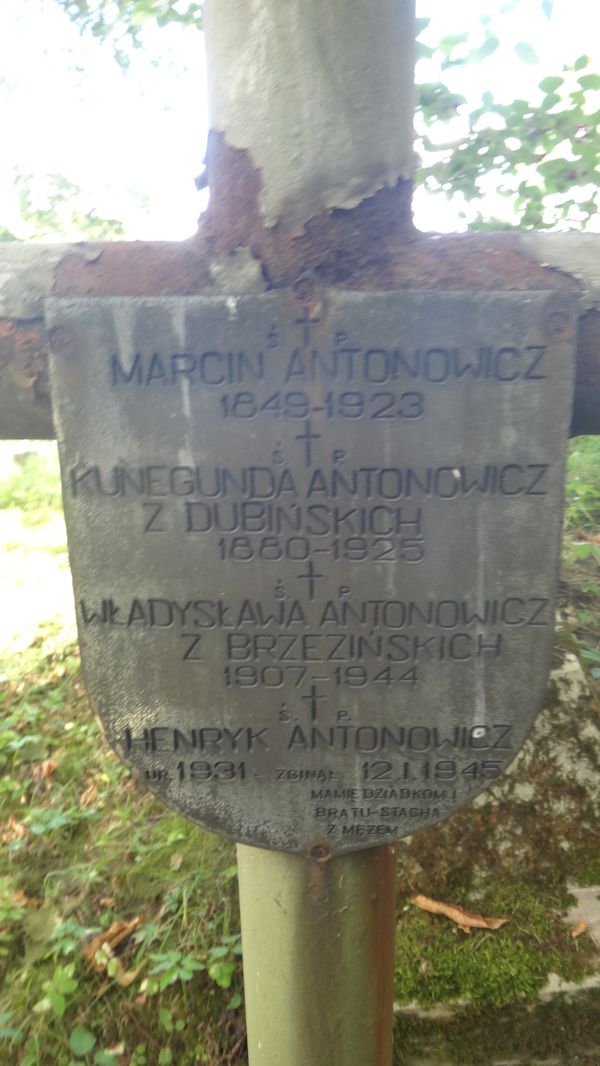 Ś. † P.
MARCIN ANTONOWICZ
1849-1923
Ś. † P.
KUNEGUNDA ANTONOWICZ
Z DUBIŃSKICH
1880-1925
Ś. † P.
WŁADYSŁAWA ANTONOWICZ
Z BRZEZIŃSKICH
1907-1944
Ś. † P.
HENRYK ANTONOWICZ
UR. 1931 - ZGINĄŁ 12.I.1945
MAMIE DZIADKOM I
BRATU-STACHA
Z MĘŻEM